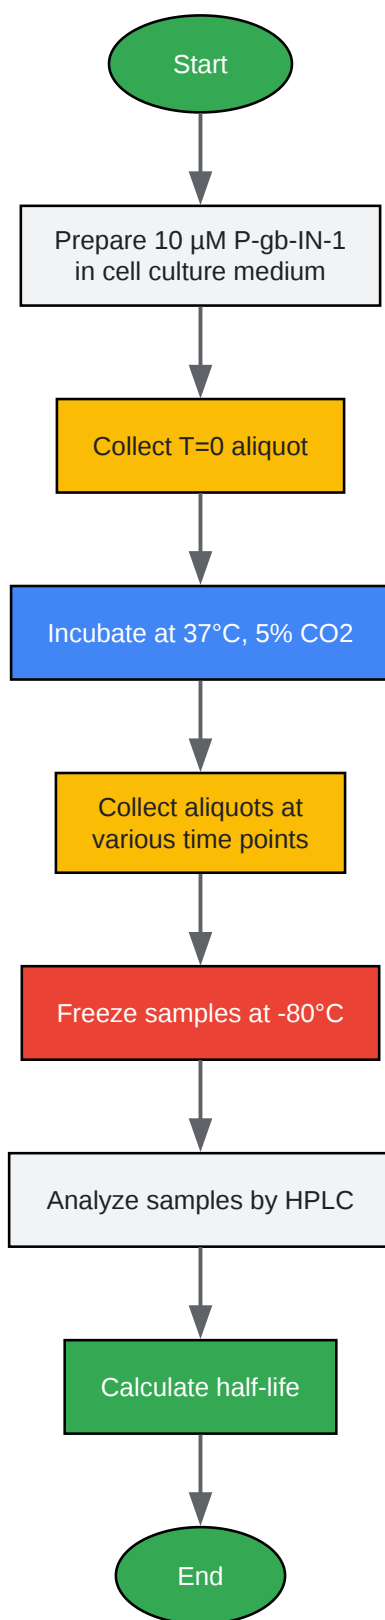 Start
Prepare 10 µM P-gb-IN-1
in cell culture medium
Collect T=0 aliquot
Incubate at 37°C, 5% CO2
Collect aliquots at
various time points
Freeze samples at -80°C
Analyze samples by HPLC
Calculate half-life
End